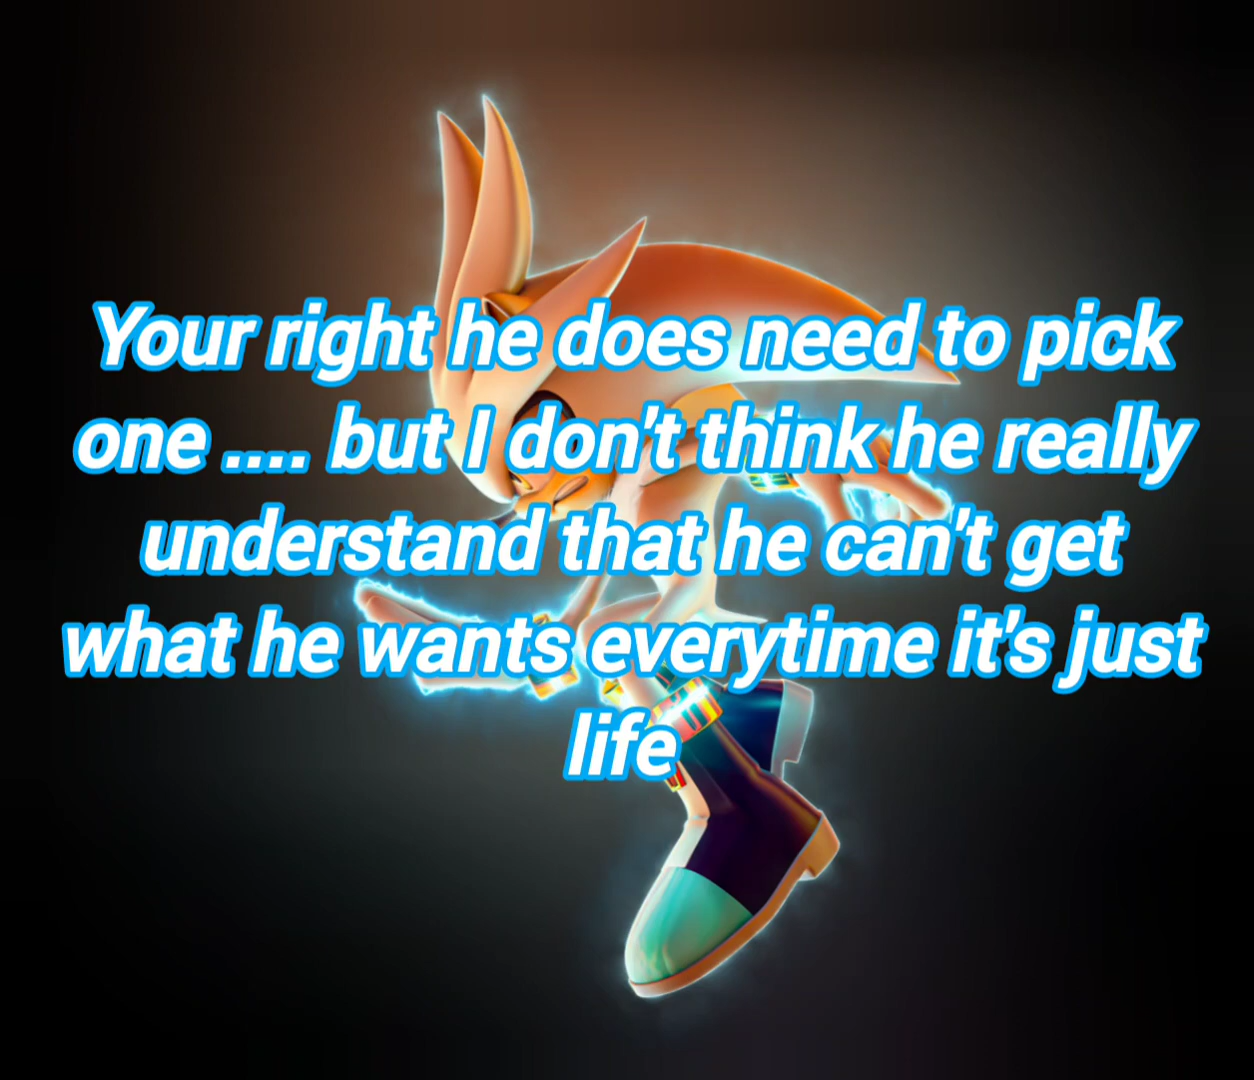 Your right he does need to pick
one .... but I don't think he really
understand that he can't get
what he wants everytime it's just
life